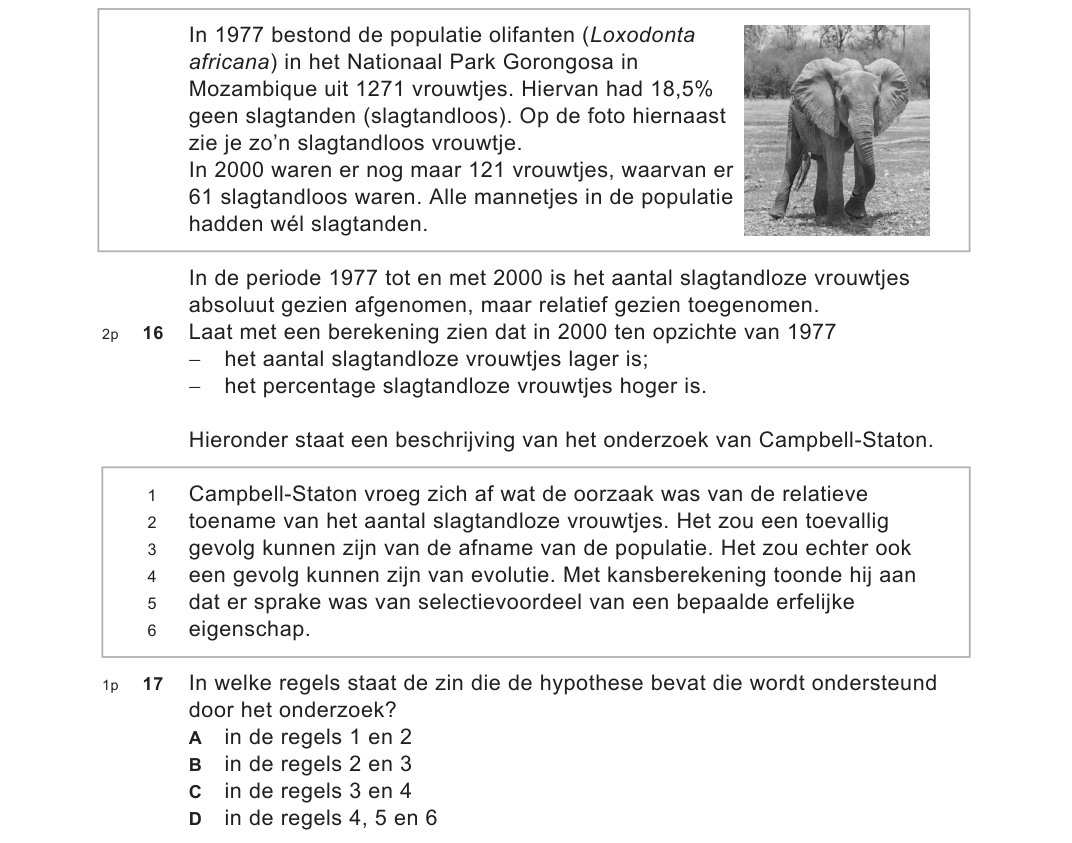 In 1977 bestond de populatie olifanten (Loxodonta
africana) in het Nationaal Park Gorongosa in
Mozambique uit 1271 vrouwtjes. Hiervan had 18,5%
geen slagtanden (slagtandloos). Op de foto hiernaast
zie je zo’n slagtandloos vrouwtje.
In 2000 waren er nog maar 121 vrouwtjes, waarvan er
61 slagtandloos waren. Alle mannetjes in de populatie
hadden wél slagtanden.
In de periode 1977 tot en met 2000 is het aantal slagtandloze vrouwtjes
absoluut gezien afgenomen, maar relatief gezien toegenomen.
2p 16 Laat met een berekening zien dat in 2000 ten opzichte van 1977
– het aantal slagtandloze vrouwtjes lager is;
– het percentage slagtandloze vrouwtjes hoger is.
Hieronder staat een beschrijving van het onderzoek van Campbell-Staton.
1 Campbell-Staton vroeg zich af wat de oorzaak was van de relatieve
2 toename van het aantal slagtandloze vrouwtjes. Het zou een toevallig
3 gevolg kunnen zijn van de afname van de populatie. Het zou echter ook
4 een gevolg kunnen zijn van evolutie. Met kansberekening toonde hij aan
5 dat er sprake was van selectievoordeel van een bepaalde erfelijke
6 eigenschap.
1p 17 In welke regels staat de zin die de hypothese bevat die wordt ondersteund
door het onderzoek?
A in de regels 1 en 2
B in de regels 2 en 3
C in de regels 3 en 4
D in de regels 4, 5 en 6